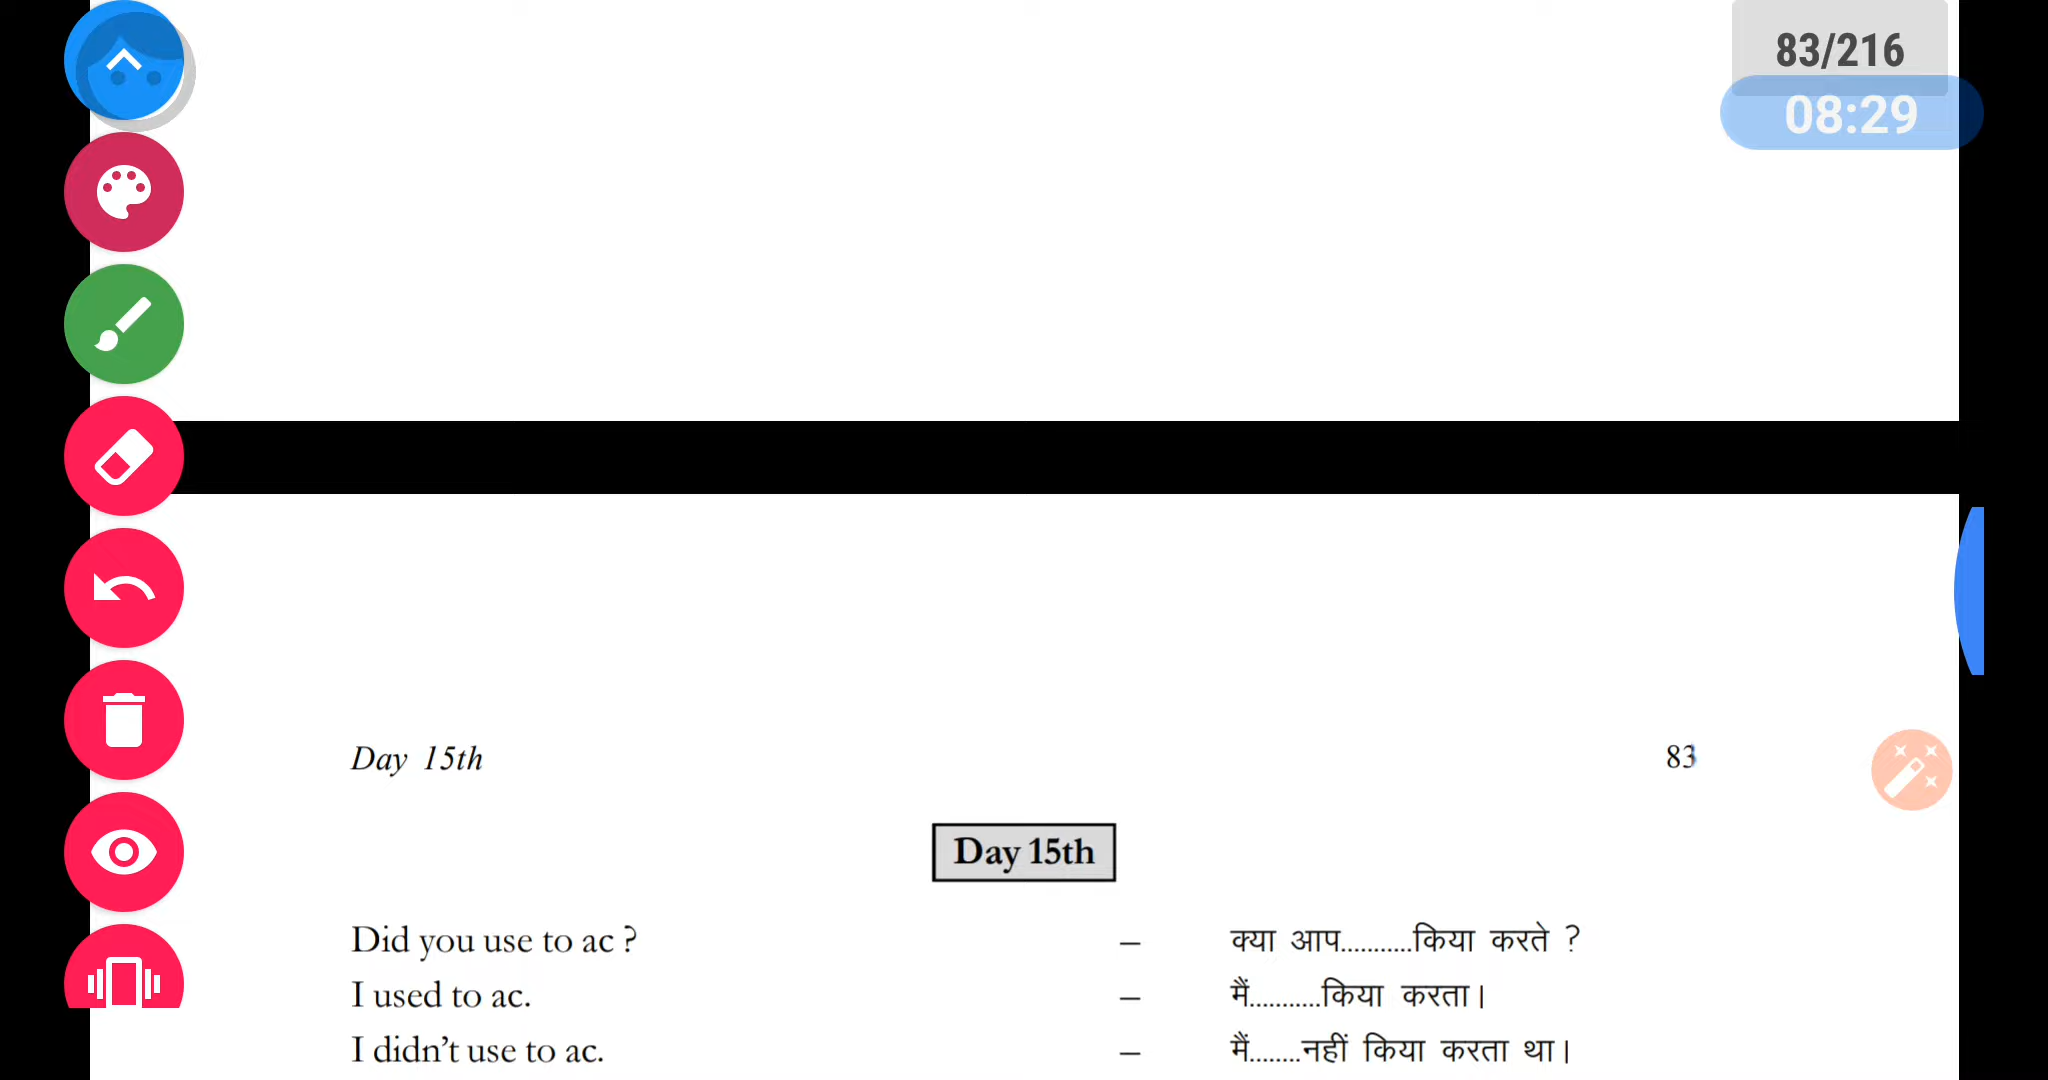 83/216
08:29
Day 15th 83
Day 15th
Did you use to ac ? – क्या आप...........किया करते ?
I used to ac. – मैं...........किया करता।
I didn't use to ac. – मैं........नहीं किया करता था।